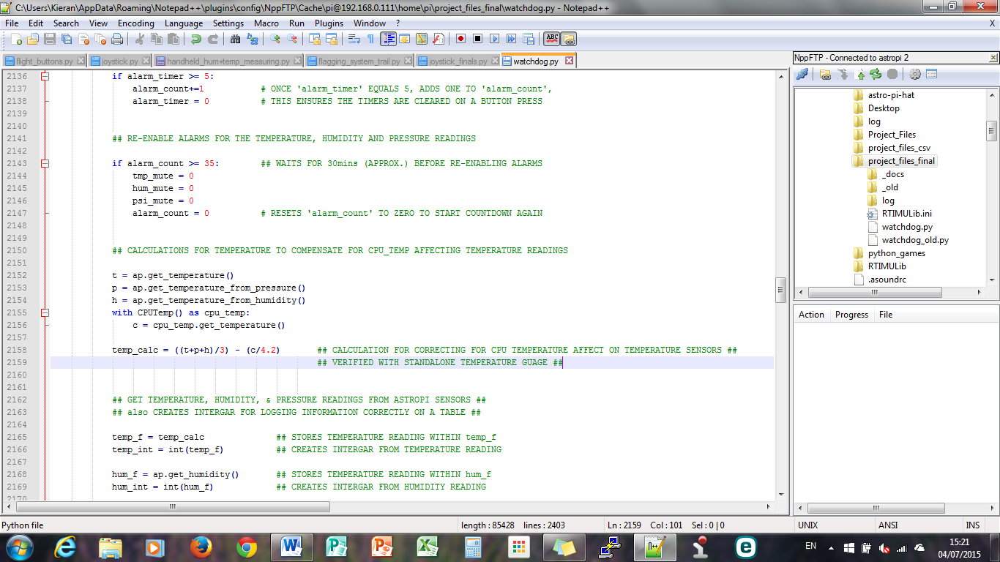 C:\Users\Kieran\AppData\Roaming\Notepad++\plugins\config\NppFTP\Cache\pi@192.168.0.111\home\pi\project_files_final\watchdog.py - Notepad++
File Edit Search View Encoding Language Settings Macro Run Plugins Window ? X
flight_buttons.py joystick.py handheld_hum+temp_measuring.py flagging_system_trail.py joystick_finals.py watchdog.py
2136 if alarm_timer >= 5:
2137 alarm_count+=1 # ONCE 'alarm_timer' EQUALS 5, ADDS ONE TO 'alarm_count',
2138 alarm_timer = 0 # THIS ENSURES THE TIMERS ARE CLEARED ON A BUTTON PRESS
2139
2140
2141 ## RE-ENABLE ALARMS FOR THE TEMPERATURE, HUMIDITY AND PRESSURE READINGS
2142
2143 if alarm_count >= 35: ## WAITS FOR 30mins (APPROX.) BEFORE RE-ENABLING ALARMS
2144 tmp_mute = 0
2145 hum_mute = 0
2146 psi_mute = 0
2147 alarm_count = 0 # RESETS 'alarm_count' TO ZERO TO START COUNTDOWN AGAIN
2148
2149
2150 ## CALCULATIONS FOR TEMPERATURE TO COMPENSATE FOR CPU_TEMP AFFECTING TEMPERATURE READINGS
2151
2152 t = ap.get_temperature()
2153 p = ap.get_temperature_from_pressure()
2154 h = ap.get_temperature_from_humidity()
2155 with CPUTemp() as cpu_temp:
2156 c = cpu_temp.get_temperature()
2157
2158 temp_calc = ((t+p+h)/3) - (c/4.2) ## CALCULATION FOR CORRECTING FOR CPU TEMPERATURE AFFECT ON TEMPERATURE SENSORS ##
2159 ## VERIFIED WITH STANDALONE TEMPERATURE GUAGE ##
2160
2161
2162 ## GET TEMPERATURE, HUMIDITY, & PRESSURE READINGS FROM ASTROPI SENSORS ##
2163 ## also CREATES INTERGAR FOR LOGGING INFORMATION CORRECTLY ON A TABLE ##
2164
2165 temp_f = temp_calc ## STORES TEMPERATURE READING WITHIN temp_f
2166 temp_int = int(temp_f) ## CREATES INTERGAR FROM TEMPERATURE READING
2167
2168 hum_f = ap.get_humidity() ## STORES TEMPERATURE READING WITHIN hum_f
2169 hum_int = int(hum_f) ## CREATES INTERGAR FROM HUMIDITY READING
2170
NppFTP - Connected to astropi 2
astro-pi-hat
Desktop
log
Project_Files
project_files_csv
project_files_final
_docs
_old
log
RTIMULib.ini
watchdog.py
watchdog_old.py
python_games
RTIMULib
.asoundrc
Action Progress File
Python file length : 85428 lines : 2403 Ln : 2159 Col : 101 Sel : 0 | 0 UNIX ANSI INS
EN 15:21
04/07/2015